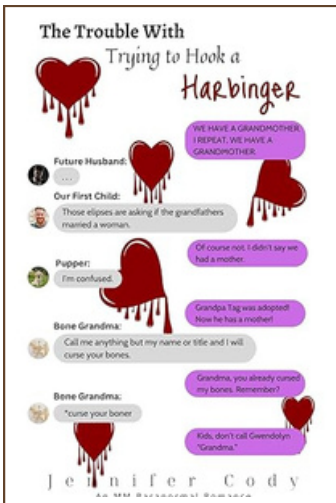 The Trouble With
Trying to Hook a
Harbinger
WE HAVE A GRANDMOTHER.
I REPEAT, WE HAVE A
GRANDMOTHER.
Future Husband:
. . .
Our First Child:
Those elipses are asking if the grandfathers
married a woman.
Of course not. I didn't say we
had a mother.
Pupper:
I'm confused.
Grandpa Tag was adopted!
Now he has a mother!
Bone Grandma:
Call me anything but my name or title and I will
curse your bones.
Grandma, you already cursed
my bones. Remember?
Bone Grandma:
*curse your boner
Kids, don't call Gwendolyn
"Grandma."
Jennifer Cody
An MM Paranormal Romance